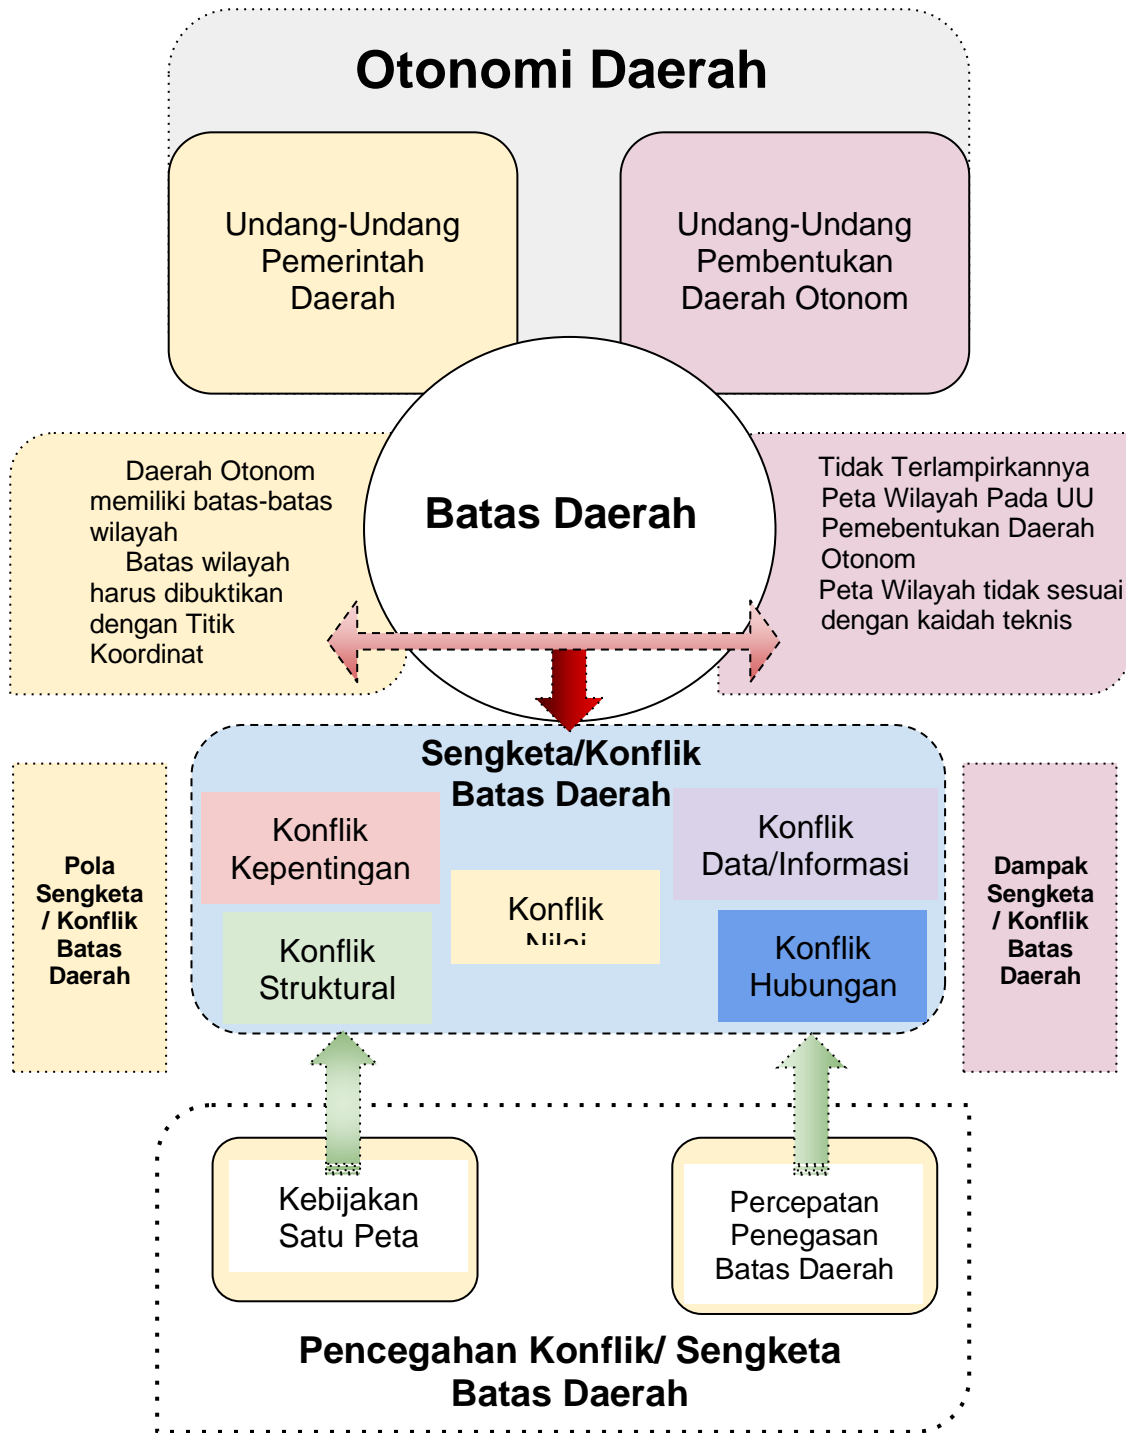 Otonomi Daerah
Undang-Undang
Pemerintah
Daerah
Undang-Undang
Pembentukan
Daerah Otonom
Batas Daerah
Daerah Otonom
memiliki batas-batas
wilayah
Batas wilayah
harus dibuktikan
dengan Titik
Koordinat
Tidak Terlampirkannya
Peta Wilayah Pada UU
Pemebentukan Daerah
Otonom
Peta Wilayah tidak sesuai
dengan kaidah teknis
Sengketa/Konflik
Batas Daerah
Konflik
Kepentingan
Konflik
Data/Informasi
Konflik
Nilai
Konflik
Struktural
Konflik
Hubungan
Pola
Sengketa
/ Konflik
Batas
Daerah
Dampak
Sengketa
/ Konflik
Batas
Daerah
Kebijakan
Satu Peta
Percepatan
Penegasan
Batas Daerah
Pencegahan Konflik/ Sengketa
Batas Daerah